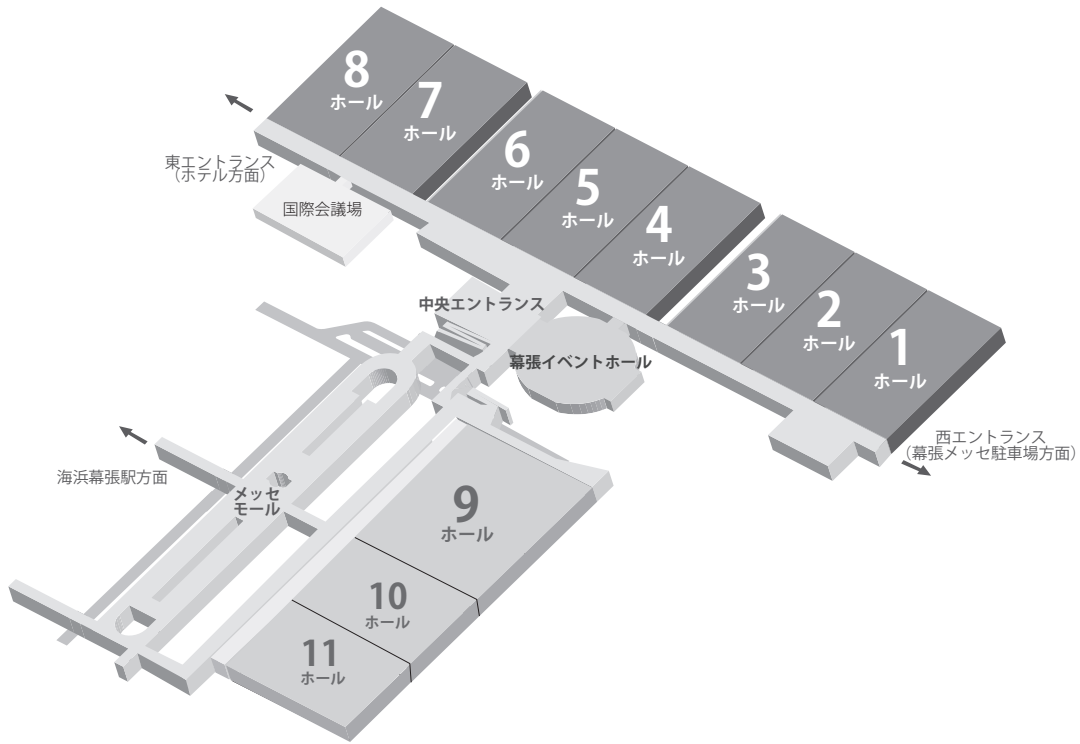 8
ホール
7
ホール
6
ホール
5
ホール
4
ホール
3
ホール
2
ホール
1
ホール
東エントランス
（ホテル方面）
国際会議場
中央エントランス
幕張イベントホール
西エントランス
（幕張メッセ駐車場方面）
海浜幕張駅方面
メッセ
モール
9
ホール
10
ホール
11
ホール